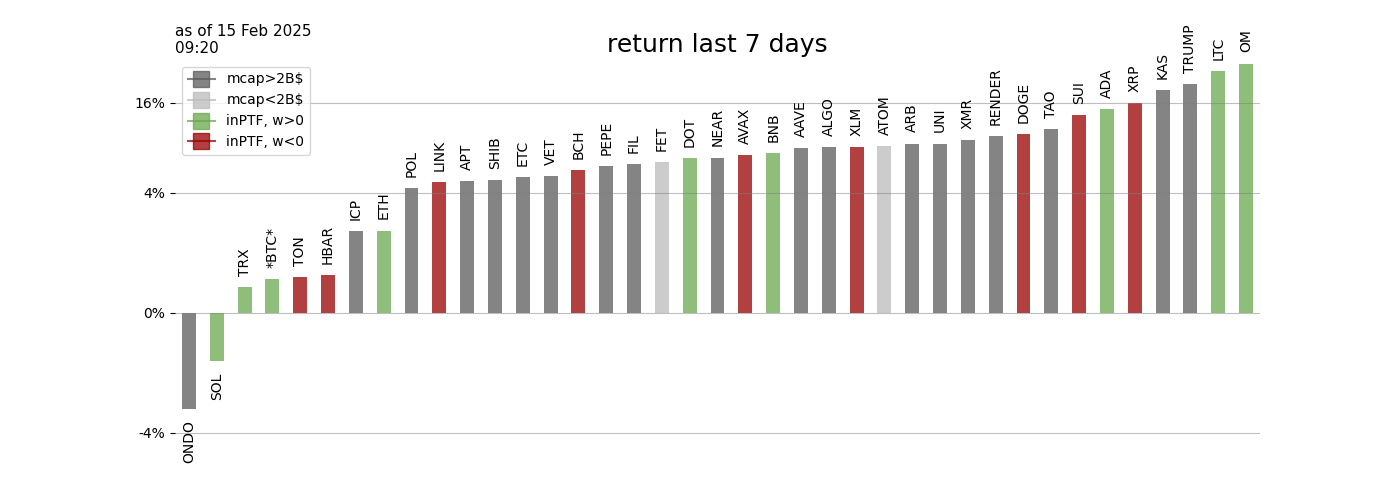 as of 15 Feb 2025
09:20
return last 7 days
mcap>2B$
mcap<2B$
inPTF, w>0
inPTF, w<0
16%
4%
0%
-4%
ONDO
SOL
TRX
*BTC*
TON
HBAR
ICP
ETH
POL
LINK
APT
SHIB
ETC
VET
BCH
PEPE
FIL
FET
DOT
NEAR
AVAX
BNB
AAVE
ALGO
XLM
ATOM
ARB
UNI
XMR
RENDER
DOGE
TAO
SUI
ADA
XRP
KAS
TRUMP
LTC
OM